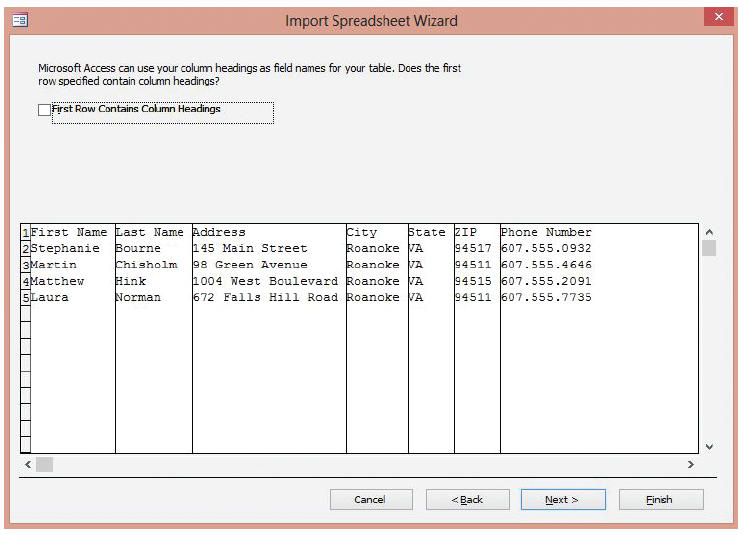 Import Spreadsheet Wizard
Microsoft Access can use your column headings as field names for your table. Does the first
row specified contain column headings?
First Row Contains Column Headings
1 First Name Last Name Address City State ZIP Phone Number
2 Stephanie Bourne 145 Main Street Roanoke VA 94517 607.555.0932
3 Martin Chisholm 98 Green Avenue Roanoke VA 94511 607.555.4646
4 Matthew Hink 1004 West Boulevard Roanoke VA 94515 607.555.2091
5 Laura Norman 672 Falls Hill Road Roanoke VA 94511 607.555.7735
Cancel < Back Next > Finish